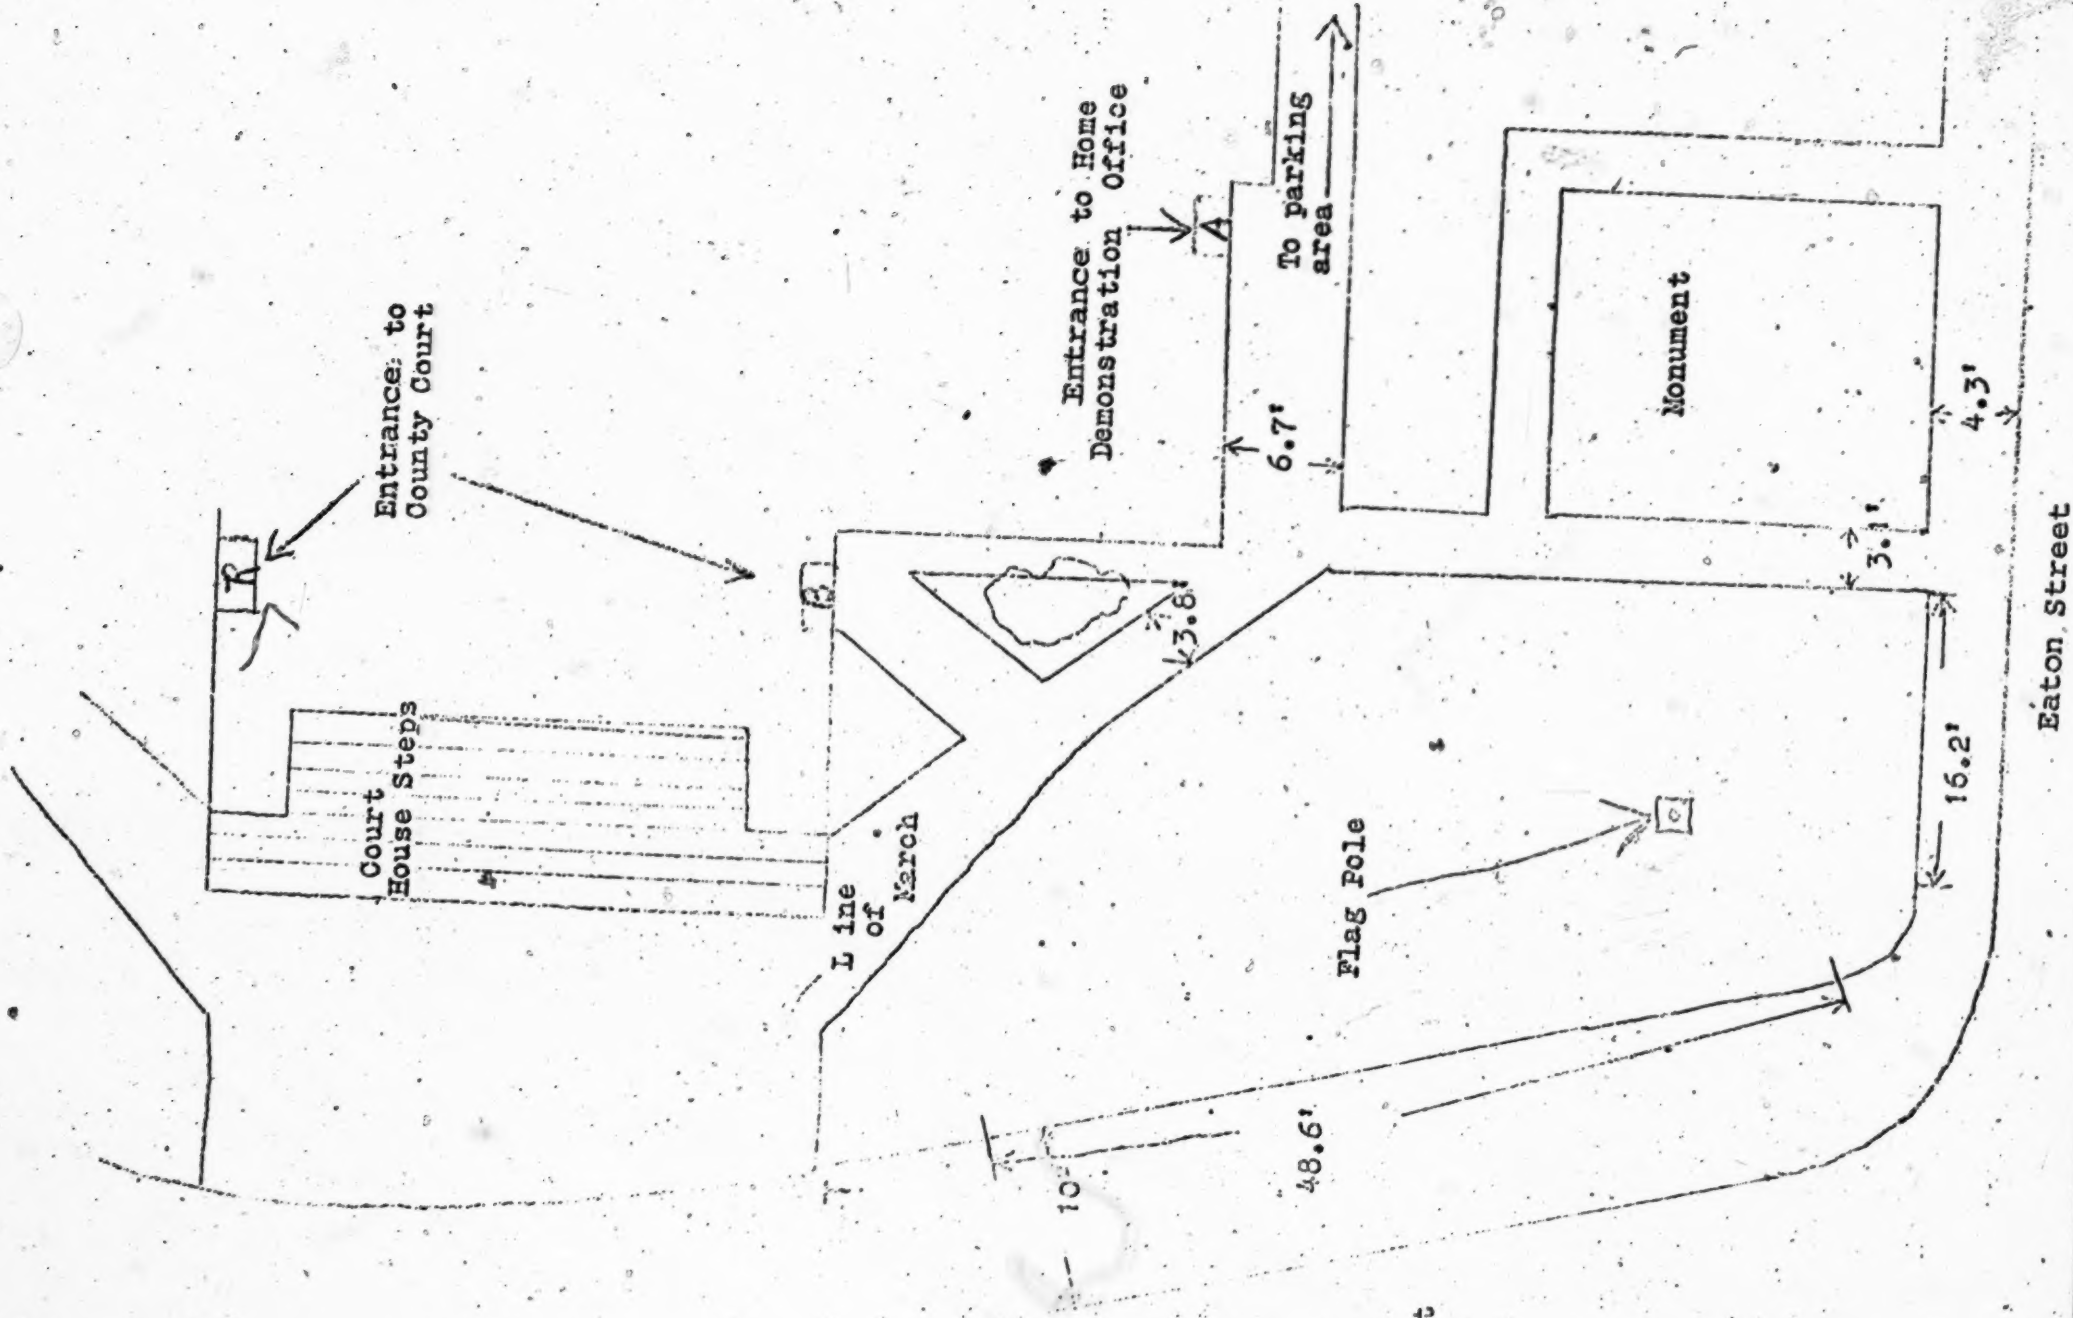 Entrance to
County Court
R
B
Court
House Steps
L ine
of
March
Entrance to Home
Demonstration Office
A
To parking
area
6.7'
3.8'
Monument
4.3'
3.1'
Flag Pole
16.2'
48.6'
10
Eaton Street